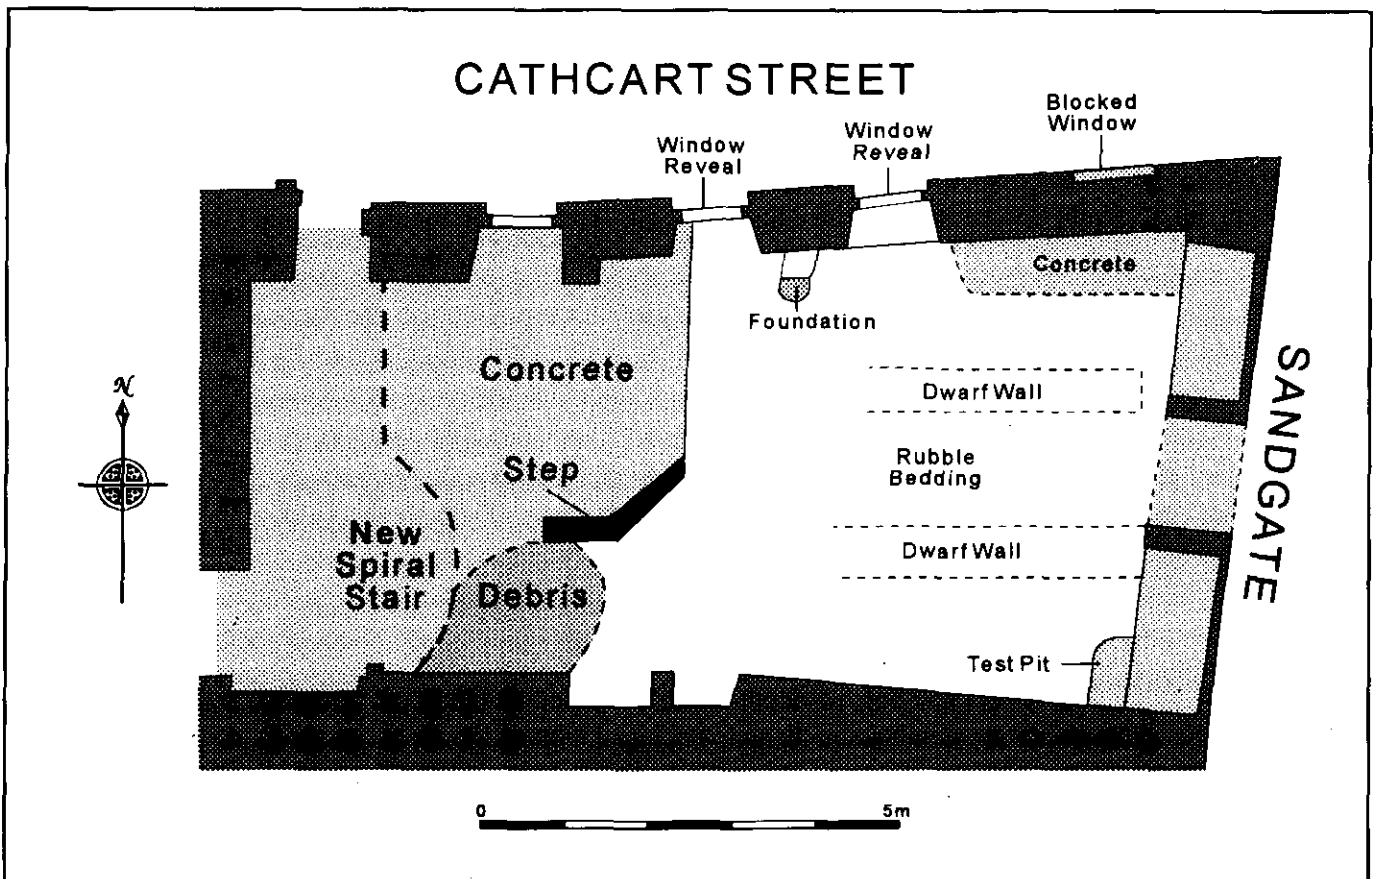 CATHCART STREET
Blocked
Window
Window
Reveal
Window
Reveal
Concrete
Foundation
N
Concrete
Dwarf Wall
SANDGATE
Step
Rubble
Bedding
New
Spiral
Stair
Dwarf Wall
Debris
Test Pit
0 5m